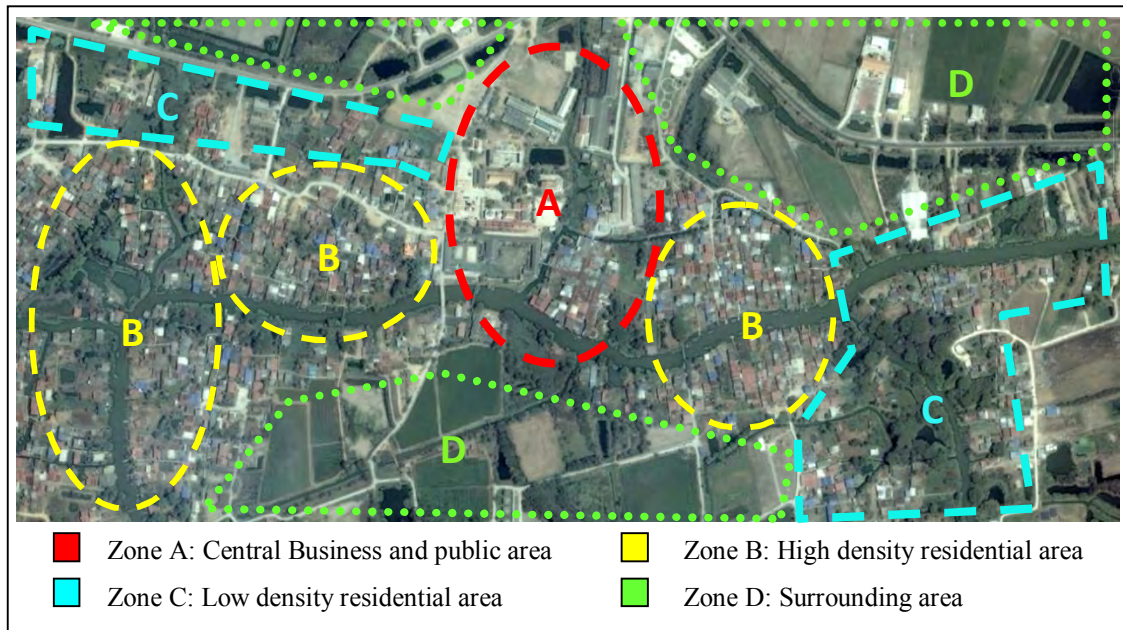 C
D
A
B
B
B
C
D
Zone A: Central Business and public area
Zone B: High density residential area
Zone C: Low density residential area
Zone D: Surrounding area